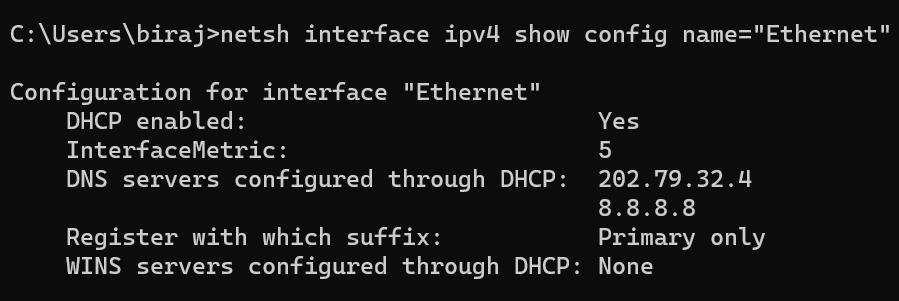 C:\Users\biraj>netsh interface ipv4 show config name="Ethernet"
Configuration for interface "Ethernet"
DHCP enabled: Yes
InterfaceMetric: 5
DNS servers configured through DHCP: 202.79.32.4
8.8.8.8
Register with which suffix: Primary only
WINS servers configured through DHCP: None